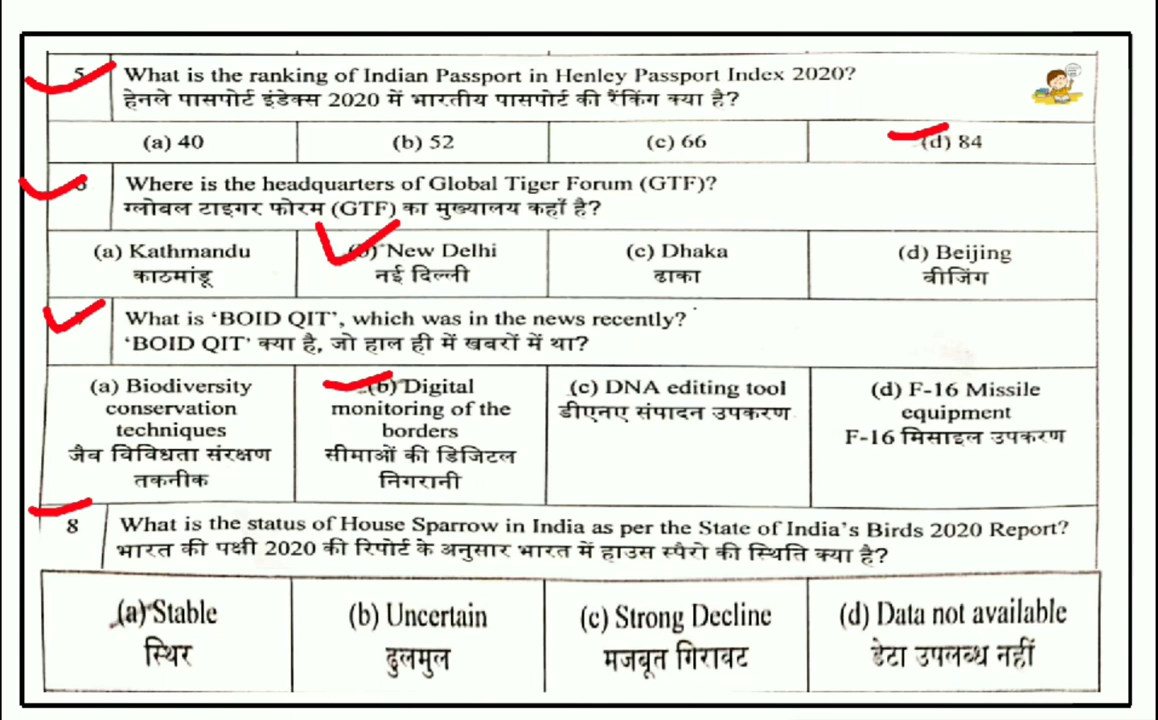 5 What is the ranking of Indian Passport in Henley Passport Index 2020?
हेनले पासपोर्ट इंडेक्स 2020 में भारतीय पासपोर्ट की रैंकिंग क्या है?
(a) 40 (b) 52 (c) 66 (d) 84
6 Where is the headquarters of Global Tiger Forum (GTF)?
ग्लोबल टाइगर फोरम (GTF) का मुख्यालय कहाँ है?
(a) Kathmandu (b) New Delhi (c) Dhaka (d) Beijing
काठमांडू नई दिल्ली ढाका बीजिंग
What is ‘BOID QIT’, which was in the news recently?
‘BOID QIT’ क्या है, जो हाल ही में खबरों में था?
(a) Biodiversity
conservation
techniques
जैव विविधता संरक्षण
तकनीक
(b) Digital
monitoring of the
borders
सीमाओं की डिजिटल
निगरानी
(c) DNA editing tool
डीएनए संपादन उपकरण
(d) F-16 Missile
equipment
F-16 मिसाइल उपकरण
8 What is the status of House Sparrow in India as per the State of India’s Birds 2020 Report?
भारत की पक्षी 2020 की रिपोर्ट के अनुसार भारत में हाउस स्पैरो की स्थिति क्या है?
(a) Stable (b) Uncertain (c) Strong Decline (d) Data not available
स्थिर ढुलमुल मजबूत गिरावट डेटा उपलब्ध नहीं